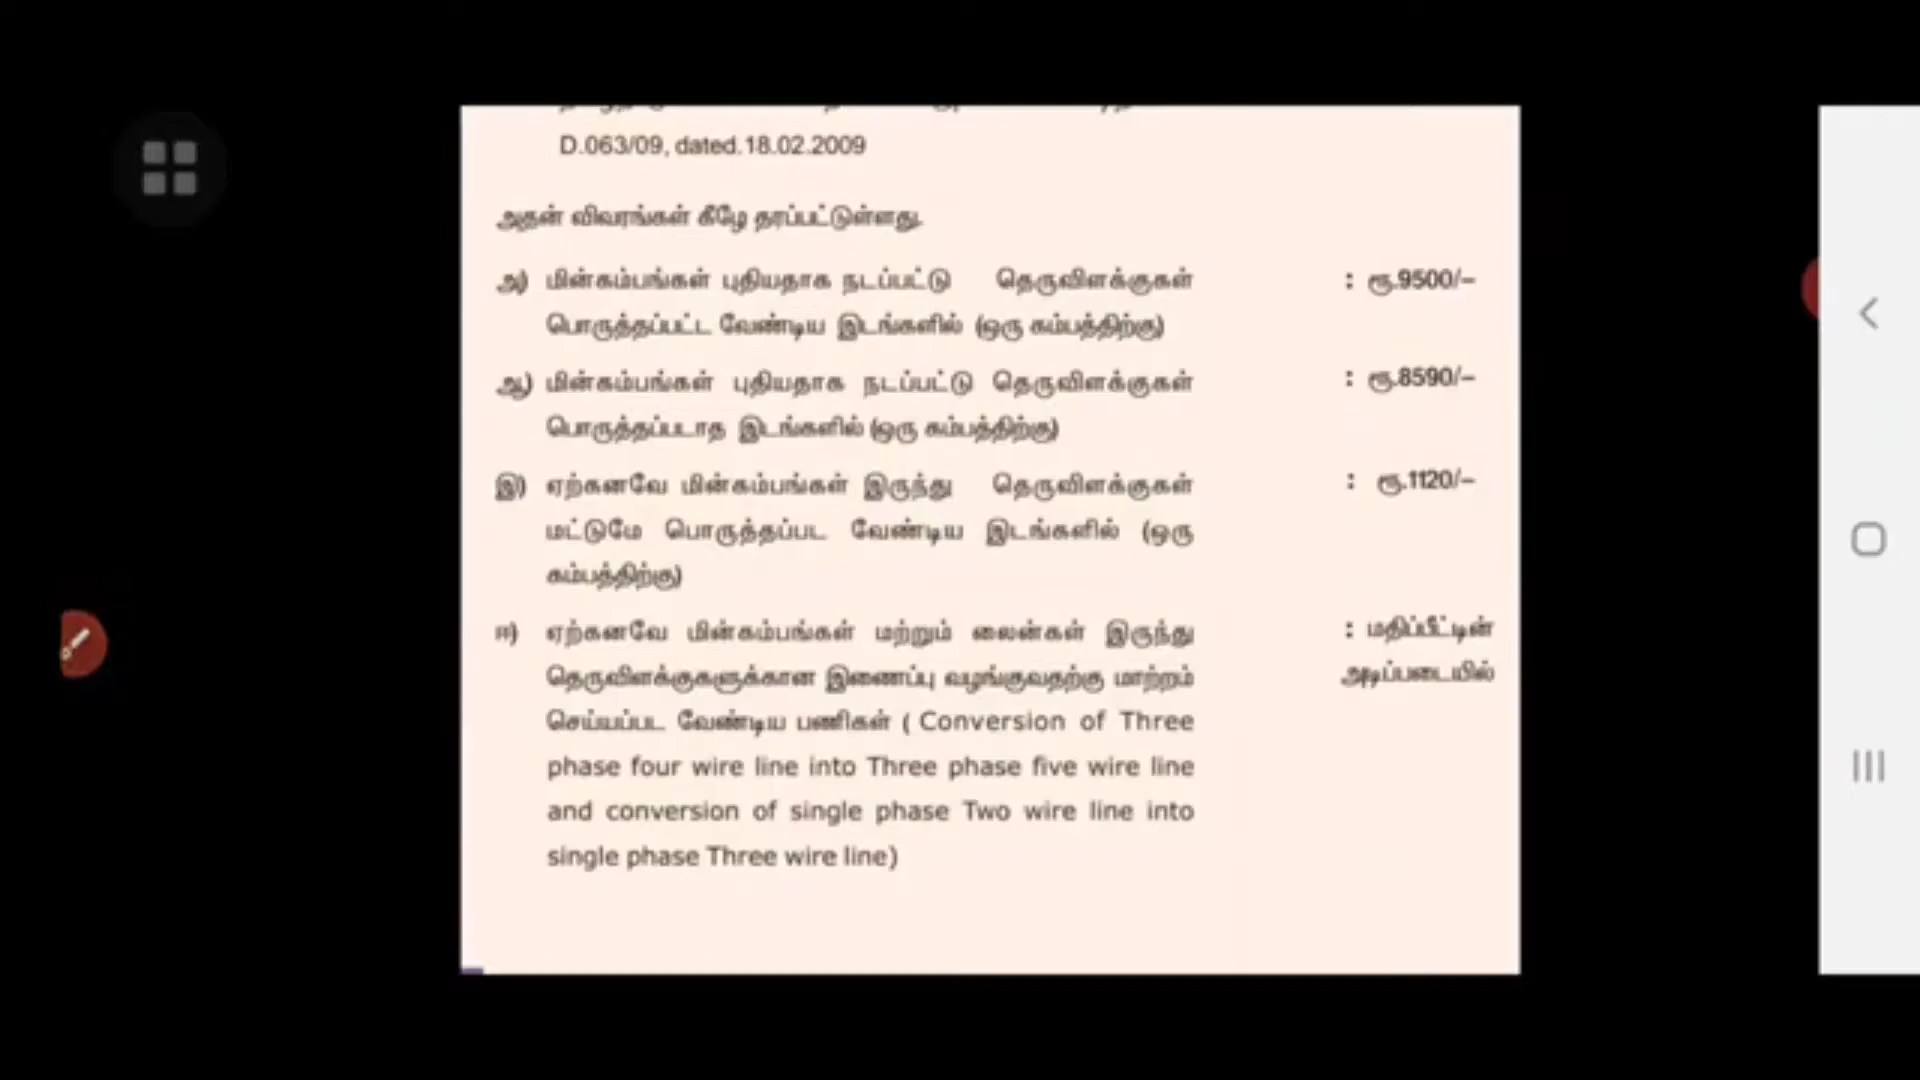 D.063/09, dated.18.02.2009
அதன் விவரங்கள் கீழே தரப்பட்டுள்ளது.
அ) மின்கம்பங்கள் புதியதாக நடப்பட்டு தெருவிளக்குகள் : ரூ.9500/-
பொருத்தப்பட்ட வேண்டிய இடங்களில் (ஒரு கம்பத்திற்கு)
ஆ) மின்கம்பங்கள் புதியதாக நடப்பட்டு தெருவிளக்குகள் : ரூ.8590/-
பொருத்தப்படாத இடங்களில் (ஒரு கம்பத்திற்கு)
இ) ஏற்கனவே மின்கம்பங்கள் இருந்து தெருவிளக்குகள் : ரூ.1120/-
மட்டுமே பொருத்தப்பட வேண்டிய இடங்களில் (ஒரு
கம்பத்திற்கு)
ஈ) ஏற்கனவே மின்கம்பங்கள் மற்றும் லைன்கள் இருந்து : மதிப்பீட்டின்
தெருவிளக்குகளுக்கான இணைப்பு வழங்குவதற்கு மாற்றம் அடிப்படையில்
செய்யப்பட வேண்டிய பணிகள் ( Conversion of Three
phase four wire line into Three phase five wire line
and conversion of single phase Two wire line into
single phase Three wire line)